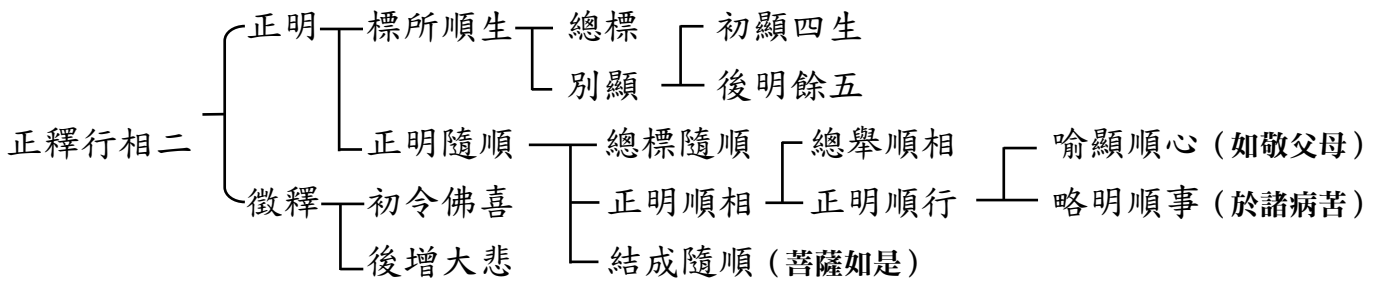 正明 標所順生 總標 初顯四生
別顯 後明餘五
正釋行相二 正明隨順 總標隨順 總舉順相 喻顯順心（如敬父母）
徵釋 初令佛喜 正明順相 正明順行 略明順事（於諸病苦）
後增大悲 結成隨順（菩薩如是）